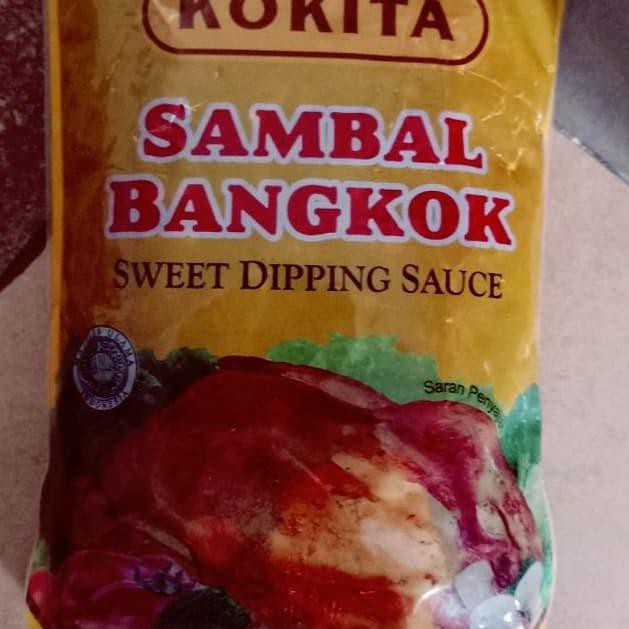 KOKITA
SAMBAL
BANGKOK
SWEET DIPPING SAUCE
Saran